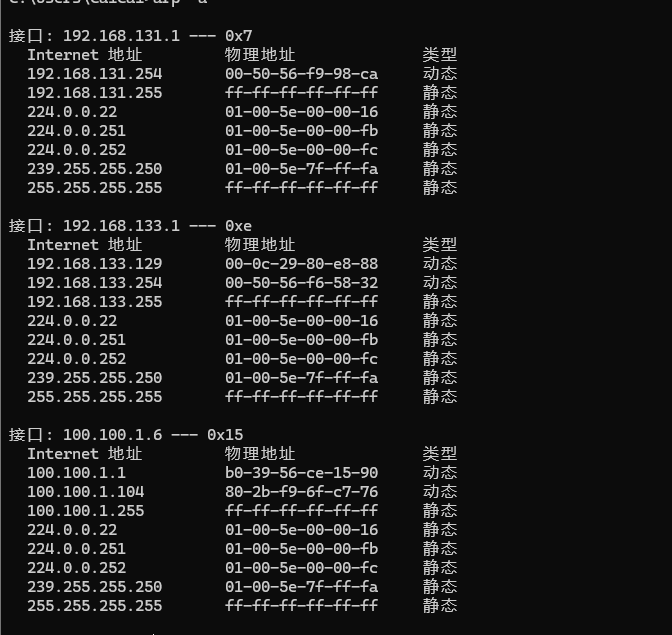 接口: 192.168.131.1 --- 0x7
Internet 地址 物理地址 类型
192.168.131.254 00-50-56-f9-98-ca 动态
192.168.131.255 ff-ff-ff-ff-ff-ff 静态
224.0.0.22 01-00-5e-00-00-16 静态
224.0.0.251 01-00-5e-00-00-fb 静态
224.0.0.252 01-00-5e-00-00-fc 静态
239.255.255.250 01-00-5e-7f-ff-fa 静态
255.255.255.255 ff-ff-ff-ff-ff-ff 静态
接口: 192.168.133.1 --- 0xe
Internet 地址 物理地址 类型
192.168.133.129 00-0c-29-80-e8-88 动态
192.168.133.254 00-50-56-f6-58-32 动态
192.168.133.255 ff-ff-ff-ff-ff-ff 静态
224.0.0.22 01-00-5e-00-00-16 静态
224.0.0.251 01-00-5e-00-00-fb 静态
224.0.0.252 01-00-5e-00-00-fc 静态
239.255.255.250 01-00-5e-7f-ff-fa 静态
255.255.255.255 ff-ff-ff-ff-ff-ff 静态
接口: 100.100.1.6 --- 0x15
Internet 地址 物理地址 类型
100.100.1.1 b0-39-56-ce-15-90 动态
100.100.1.104 80-2b-f9-6f-c7-76 动态
100.100.1.255 ff-ff-ff-ff-ff-ff 静态
224.0.0.22 01-00-5e-00-00-16 静态
224.0.0.251 01-00-5e-00-00-fb 静态
224.0.0.252 01-00-5e-00-00-fc 静态
239.255.255.250 01-00-5e-7f-ff-fa 静态
255.255.255.255 ff-ff-ff-ff-ff-ff 静态